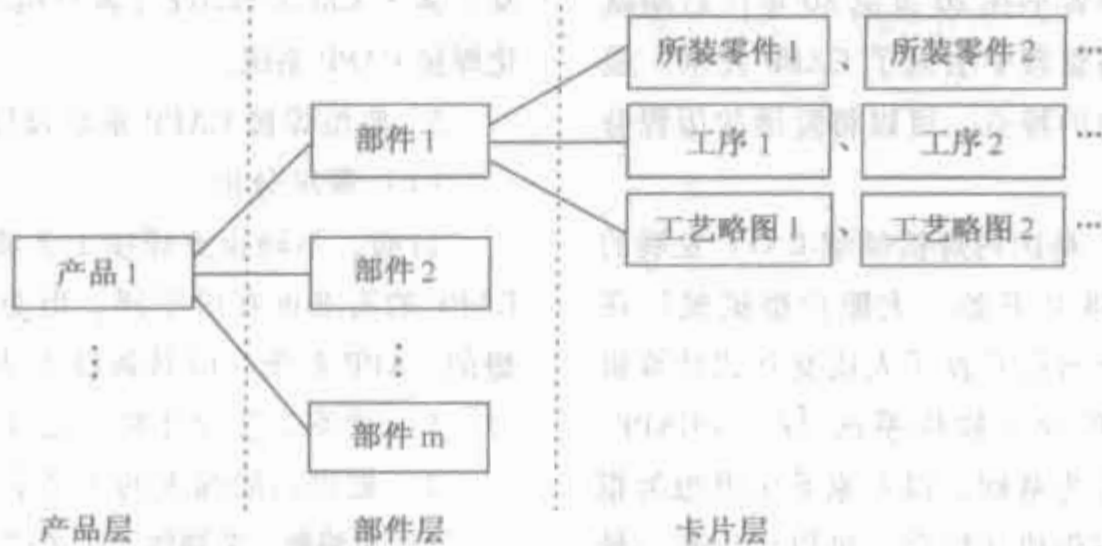 所装零件 1、所装零件 2 …
部件 1 工序 1、工序 2 …
工艺略图 1、工艺略图 2 …
产品 1 部件 2
⋮ ⋮
部件 m
产品层 部件层 卡片层